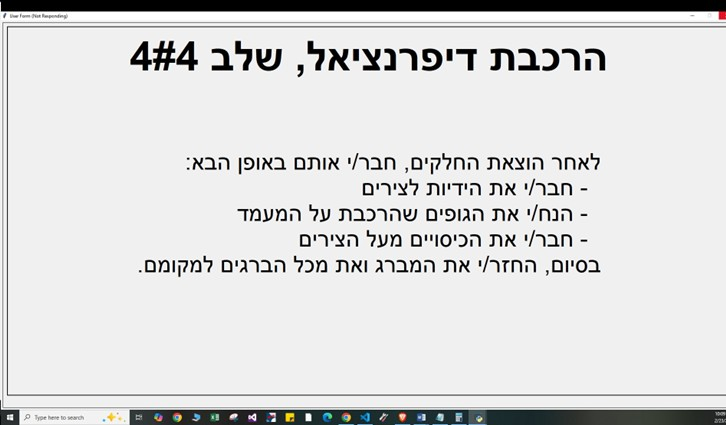 User Form (Not Responding)
הרכבת דיפרנציאל, שלב 4#4
לאחר הוצאת החלקים, חבר/י אותם באופן הבא:
- חבר/י את הידיות לצירים
- הנח/י את הגופים שהרכבת על המעמד
- חבר/י את הכיסויים מעל הצירים
בסיום, החזר/י את המברג ואת מכל הברגים למקומם.
Type here to search